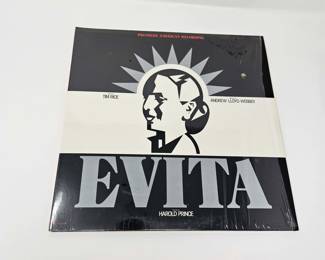 PREMIERE AMERICAN RECORDING
TIM RICE
ANDREW LLOYD WEBBER
EVITA
HAROLD PRINCE